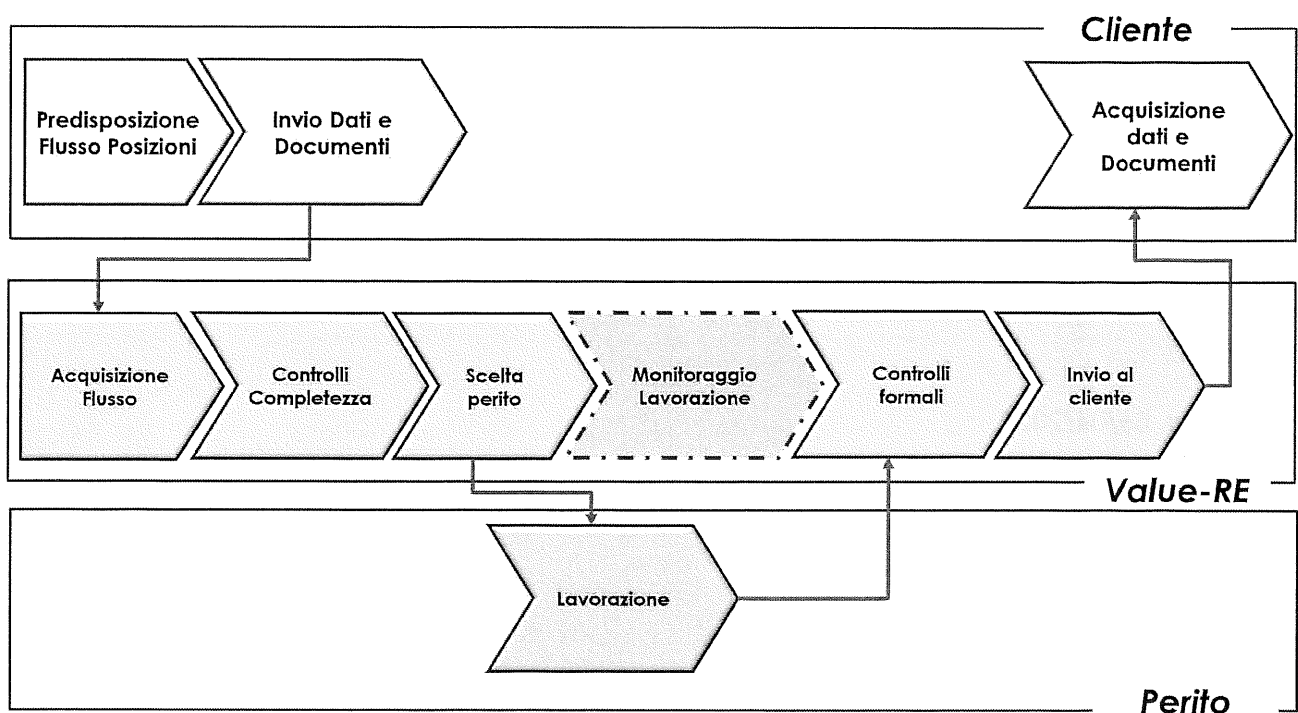 Cliente
Predisposizione
Flusso Posizioni
Invio Dati e
Documenti
Acquisizione
dati e
Documenti
Acquisizione
Flusso
Controlli
Completezza
Scelta
perito
Monitoraggio
Lavorazione
Controlli
formali
Invio al
cliente
Value-RE
Lavorazione
Perito